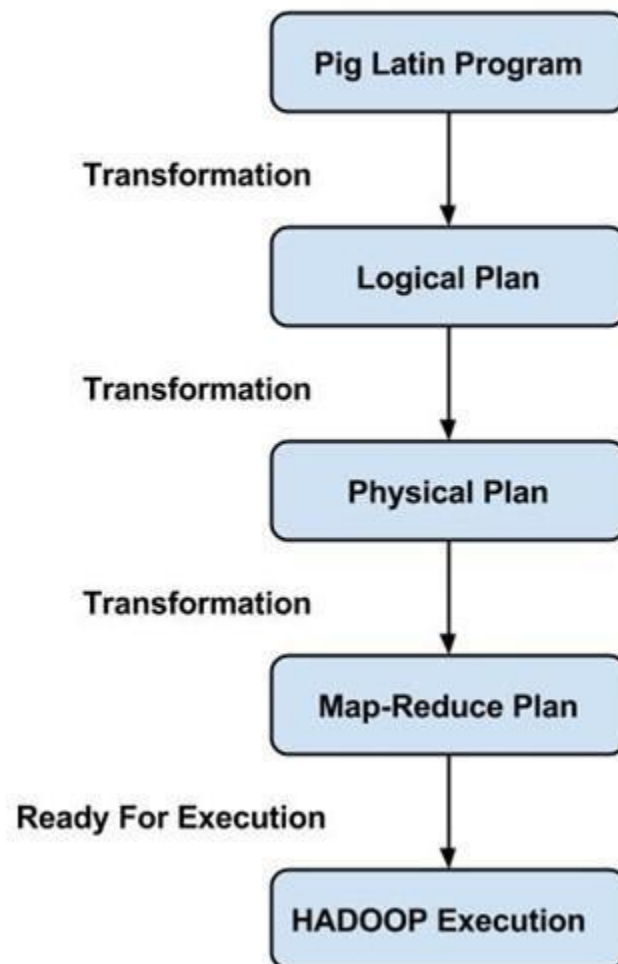 Pig Latin Program
Transformation
Logical Plan
Transformation
Physical Plan
Transformation
Map-Reduce Plan
Ready For Execution
HADOOP Execution